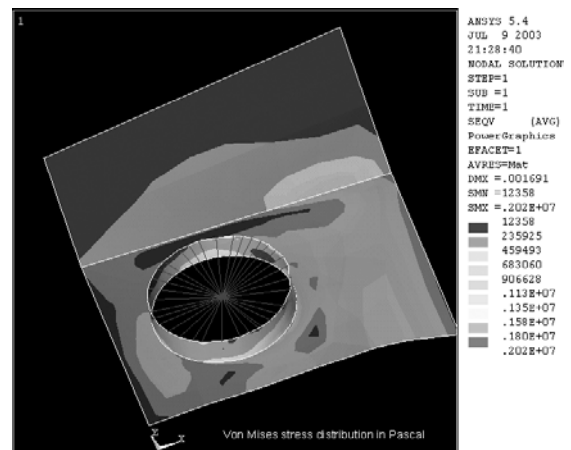 1
ANSYS 5.4
JUL 9 2003
21:28:40
NODAL SOLUTION
STEP=1
SUB =1
TIME=1
SEQV (AVG)
PowerGraphics
EFACET=1
AVRES=Mat
DMX =.001691
SMN =12358
SMX =.202E+07
12358
235925
459493
683060
906628
.113E+07
.135E+07
.158E+07
.180E+07
.202E+07
Z
X
Von Mises stress distribution in Pascal